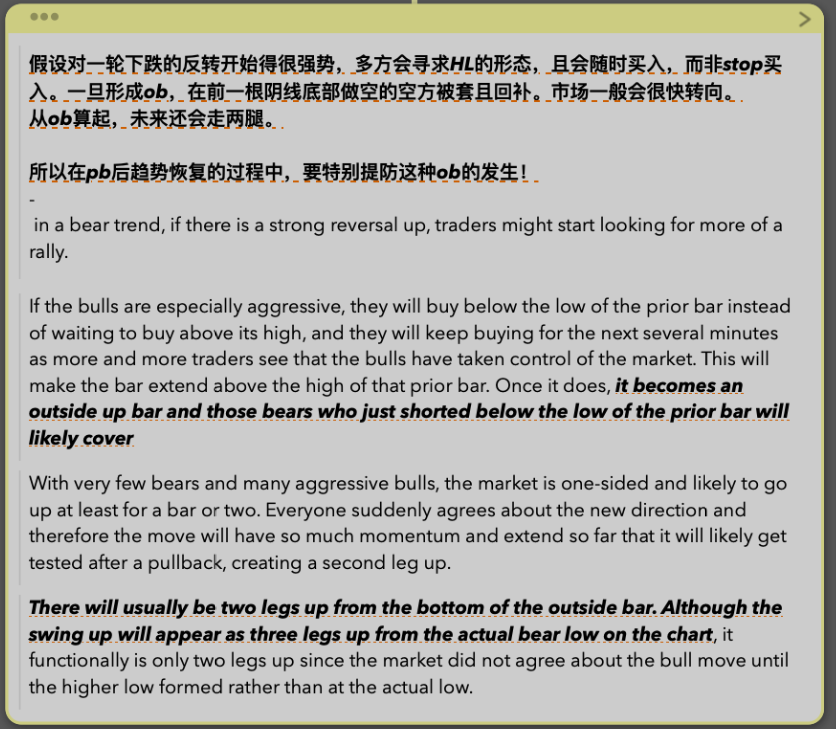 假设对一轮下跌的反转开始得很强势，多方会寻求HL的形态，且会随时买入，而非stop买
入。一旦形成ob，在前一根阴线底部做空的空方被套且回补。市场一般会很快转向。
从ob算起，未来还会走两腿。
所以在pb后趋势恢复的过程中，要特别提防这种ob的发生！
-
in a bear trend, if there is a strong reversal up, traders might start looking for more of a
rally.
If the bulls are especially aggressive, they will buy below the low of the prior bar instead
of waiting to buy above its high, and they will keep buying for the next several minutes
as more and more traders see that the bulls have taken control of the market. This will
make the bar extend above the high of that prior bar. Once it does, it becomes an
outside up bar and those bears who just shorted below the low of the prior bar will
likely cover
With very few bears and many aggressive bulls, the market is one-sided and likely to go
up at least for a bar or two. Everyone suddenly agrees about the new direction and
therefore the move will have so much momentum and extend so far that it will likely get
tested after a pullback, creating a second leg up.
There will usually be two legs up from the bottom of the outside bar. Although the
swing up will appear as three legs up from the actual bear low on the chart, it
functionally is only two legs up since the market did not agree about the bull move until
the higher low formed rather than at the actual low.